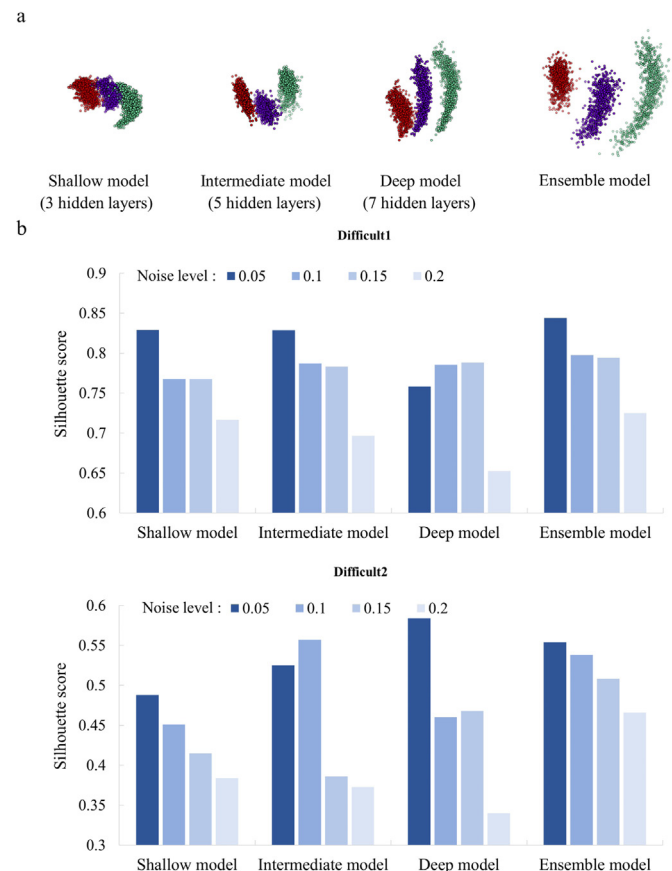 a
Shallow model Intermediate model Deep model Ensemble model
(3 hidden layers) (5 hidden layers) (7 hidden layers)
b
Difficult1
0.9
Noise level : 0.05 0.1 0.15 0.2
0.85
0.8
0.75
0.7
0.65
0.6
Silhouette score
Shallow model Intermediate model Deep model Ensemble model
Difficult2
0.6
Noise level : 0.05 0.1 0.15 0.2
0.55
0.5
0.45
0.4
0.35
0.3
Silhouette score
Shallow model Intermediate model Deep model Ensemble model